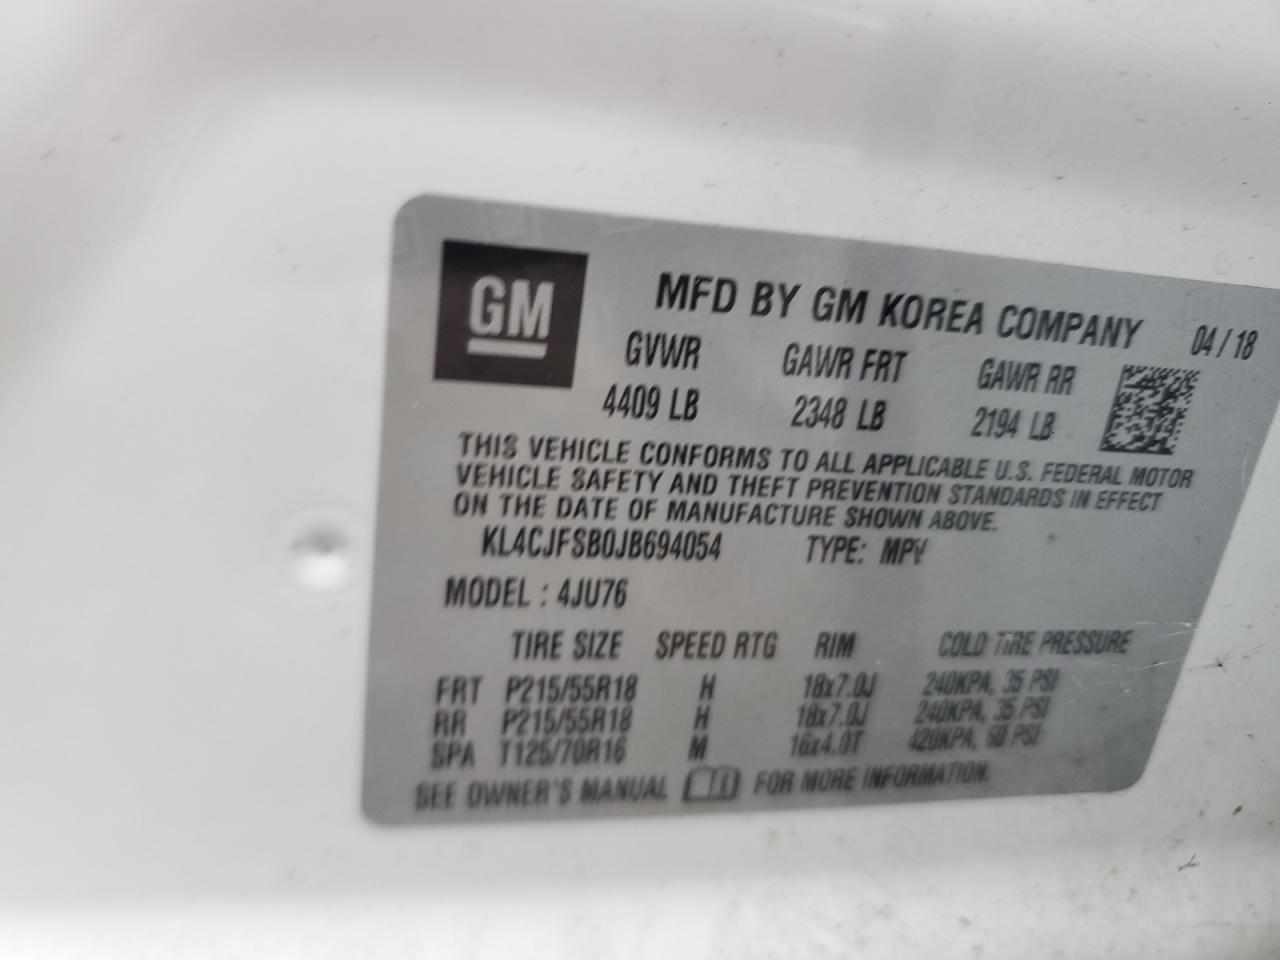 GM
MFD BY GM KOREA COMPANY 04/18
GVWR GAWR FRT GAWR RR
4409 LB 2348 LB 2194 LB
THIS VEHICLE CONFORMS TO ALL APPLICABLE U.S. FEDERAL MOTOR
VEHICLE SAFETY AND THEFT PREVENTION STANDARDS IN EFFECT
ON THE DATE OF MANUFACTURE SHOWN ABOVE.
KL4CJFSB0JB694054 TYPE: MPV
MODEL : 4JU76
TIRE SIZE SPEED RTG RIM COLD TIRE PRESSURE
FRT P215/55R18 H 18x7.0J 240KPA, 35 PSI
RR P215/55R18 H 18x7.0J 240KPA, 35 PSI
SPA T125/70R16 M 16x4.0T 420KPA, 60 PSI
SEE OWNER'S MANUAL FOR MORE INFORMATION.